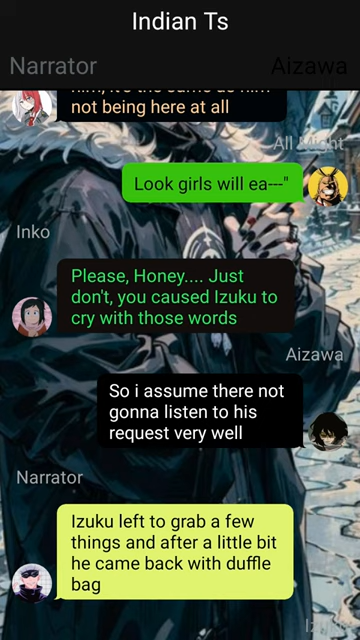 Indian Ts
Narrator
Aizawa
not being here at all
All Might
Look girls will ea---"
Inko
Please, Honey.... Just
don't, you caused Izuku to
cry with those words
Aizawa
So i assume there not
gonna listen to his
request very well
Narrator
Izuku left to grab a few
things and after a little bit
he came back with duffle
bag